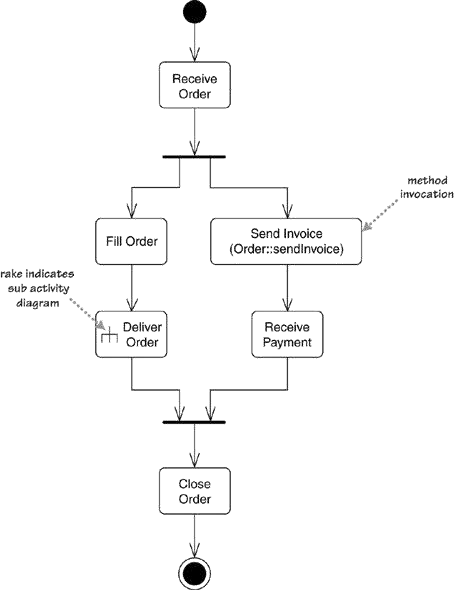 Receive
Order
method
invocation
Fill Order
Send Invoice
(Order::sendInvoice)
rake indicates
sub activity
diagram
Deliver
Order
Receive
Payment
Close
Order